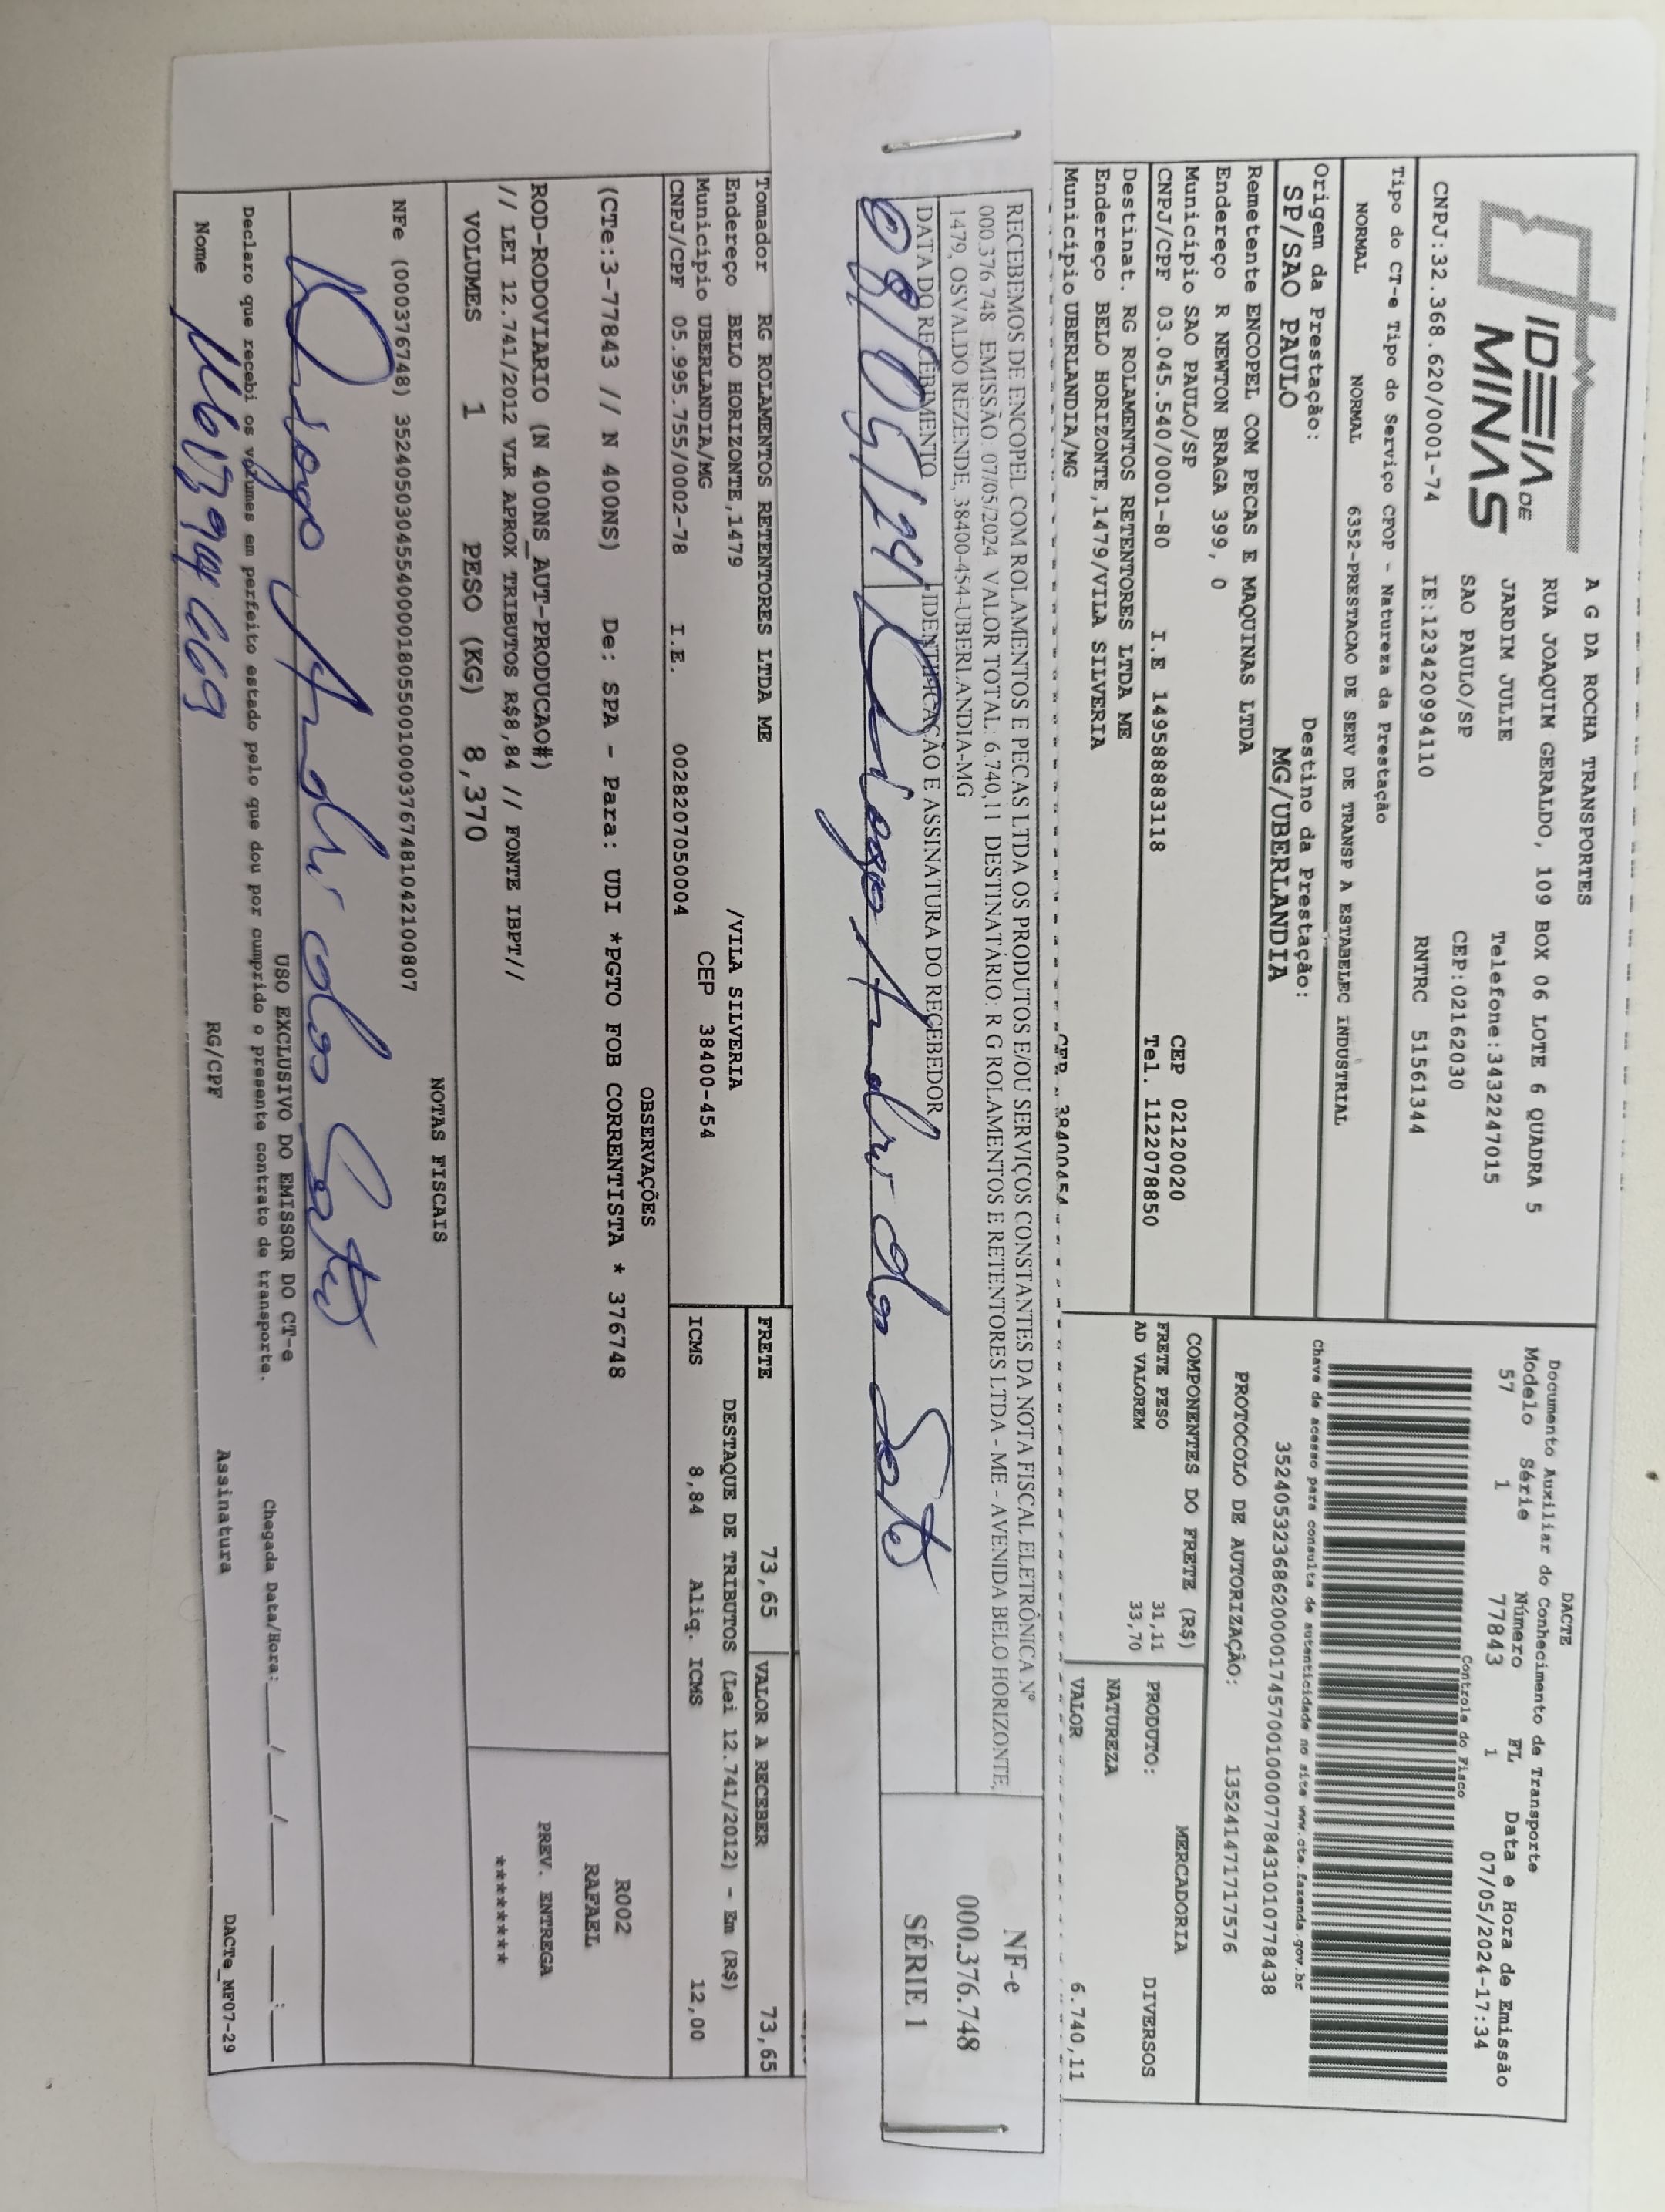 IDEIA DE
MINAS
CNPJ:32.368.620/0001-74
A G DA ROCHA TRANSPORTES
RUA JOAQUIM GERALDO, 109 BOX 06 LOTE 6 QUADRA 5
JARDIM JULIE Telefone:3432247015
SAO PAULO/SP CEP:02162030
IE:123420994110 RNTRC 51561344
DACTE
Documento Auxiliar do Conhecimento de Transporte
Modelo Série Número FL Data e Hora de Emissão
57 1 77843 1 07/05/2024-17:34
Controle do Fisco
Tipo do CT-e Tipo do Serviço CFOP - Natureza da Prestação
NORMAL NORMAL 6352-PRESTACAO DE SERV DE TRANSP A ESTABELEC INDUSTRIAL
Chave de acesso para consulta de autenticidade no site www.cte.fazenda.gov.br
35240532368620000174570010000778431010778438
Origem da Prestação: Destino da Prestação:
SP/SAO PAULO MG/UBERLANDIA
PROTOCOLO DE AUTORIZAÇÃO: 135241471717576
Remetente ENCOPEL COM PECAS E MAQUINAS LTDA
Endereço R NEWTON BRAGA 399, 0
Município SAO PAULO/SP CEP 02120020
CNPJ/CPF 03.045.540/0001-80 I.E 149588883118 Tel. 1122078850
Destinat. RG ROLAMENTOS RETENTORES LTDA ME
Endereço BELO HORIZONTE,1479/VILA SILVERIA
Município UBERLANDIA/MG CEP 38400454
COMPONENTES DO FRETE (R$)
FRETE PESO 31,11
AD VALOREM 33,70
MERCADORIA
PRODUTO: DIVERSOS
NATUREZA
VALOR 6.740,11
RECEBEMOS DE ENCOPEL COM ROLAMENTOS E PECAS LTDA OS PRODUTOS E/OU SERVIÇOS CONSTANTES DA NOTA FISCAL ELETRÔNICA Nº
000.376.748 EMISSÃO: 07/05/2024 VALOR TOTAL: 6.740,11 DESTINATÁRIO: R G ROLAMENTOS E RETENTORES LTDA - ME - AVENIDA BELO HORIZONTE,
1479, OSVALDO REZENDE, 38400-454-UBERLANDIA-MG
DATA DO RECEBIMENTO IDENTIFICAÇÃO E ASSINATURA DO RECEBEDOR
08/05/24 Diogo Andri dos Santos
NF-e
000.376.748
SÉRIE 1
Tomador RG ROLAMENTOS RETENTORES LTDA ME
Endereço BELO HORIZONTE,1479 /VILA SILVERIA
Município UBERLANDIA/MG CEP 38400-454
CNPJ/CPF 05.995.755/0002-78 I.E. 0028207050004
FRETE 73,65 VALOR A RECEBER 73,65
DESTAQUE DE TRIBUTOS (Lei 12.741/2012) - Em (R$)
ICMS 8,84 Aliq. ICMS 12,00
OBSERVAÇÕES
(CTe:3-77843 // N 400NS) De: SPA - Para: UDI *PGTO FOB CORRENTISTA * 376748
ROD-RODOVIARIO (N 400NS_AUT-PRODUCAO#)
// LEI 12.741/2012 VLR APROX TRIBUTOS R$8,84 // FONTE IBPT//
R002
RAFAEL
PREV. ENTREGA
********
VOLUMES 1 PESO (KG) 8,370
NOTAS FISCAIS
NFe (000376748) 35240503045540000180550010003767481042100807
Diogo Andri dos Santos
USO EXCLUSIVO DO EMISSOR DO CT-e
Declaro que recebi os volumes em perfeito estado pelo que dou por cumprido o presente contrato de transporte. Chegada Data/Hora:___/___/_____ ___:___
Nome RG/CPF Assinatura
DACTe_MF07-29